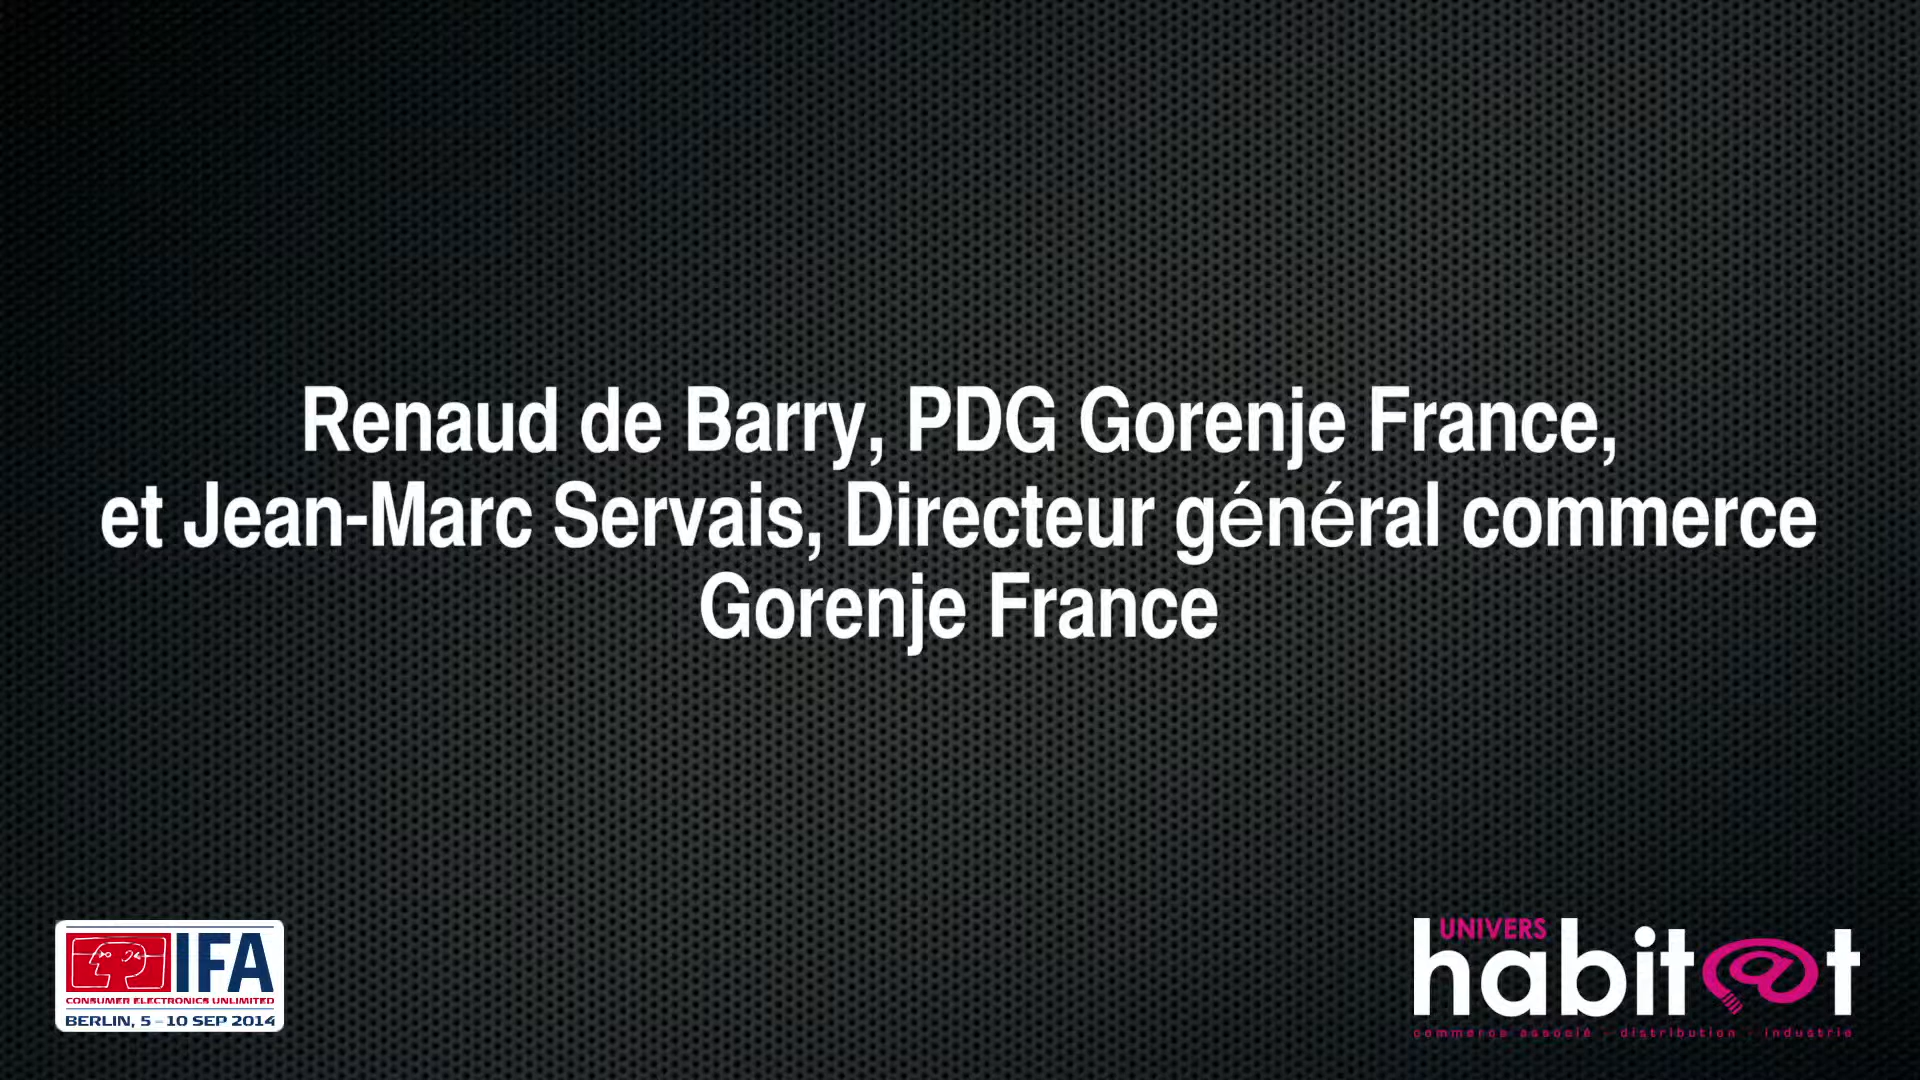 Renaud de Barry, PDG Gorenje France,
et Jean-Marc Servais, Directeur général commerce
Gorenje France
IFA
CONSUMER ELECTRONICS UNLIMITED
BERLIN, 5 - 10 SEP 2014
UNIVERS
habit@t
commerce associé - distribution - industrie